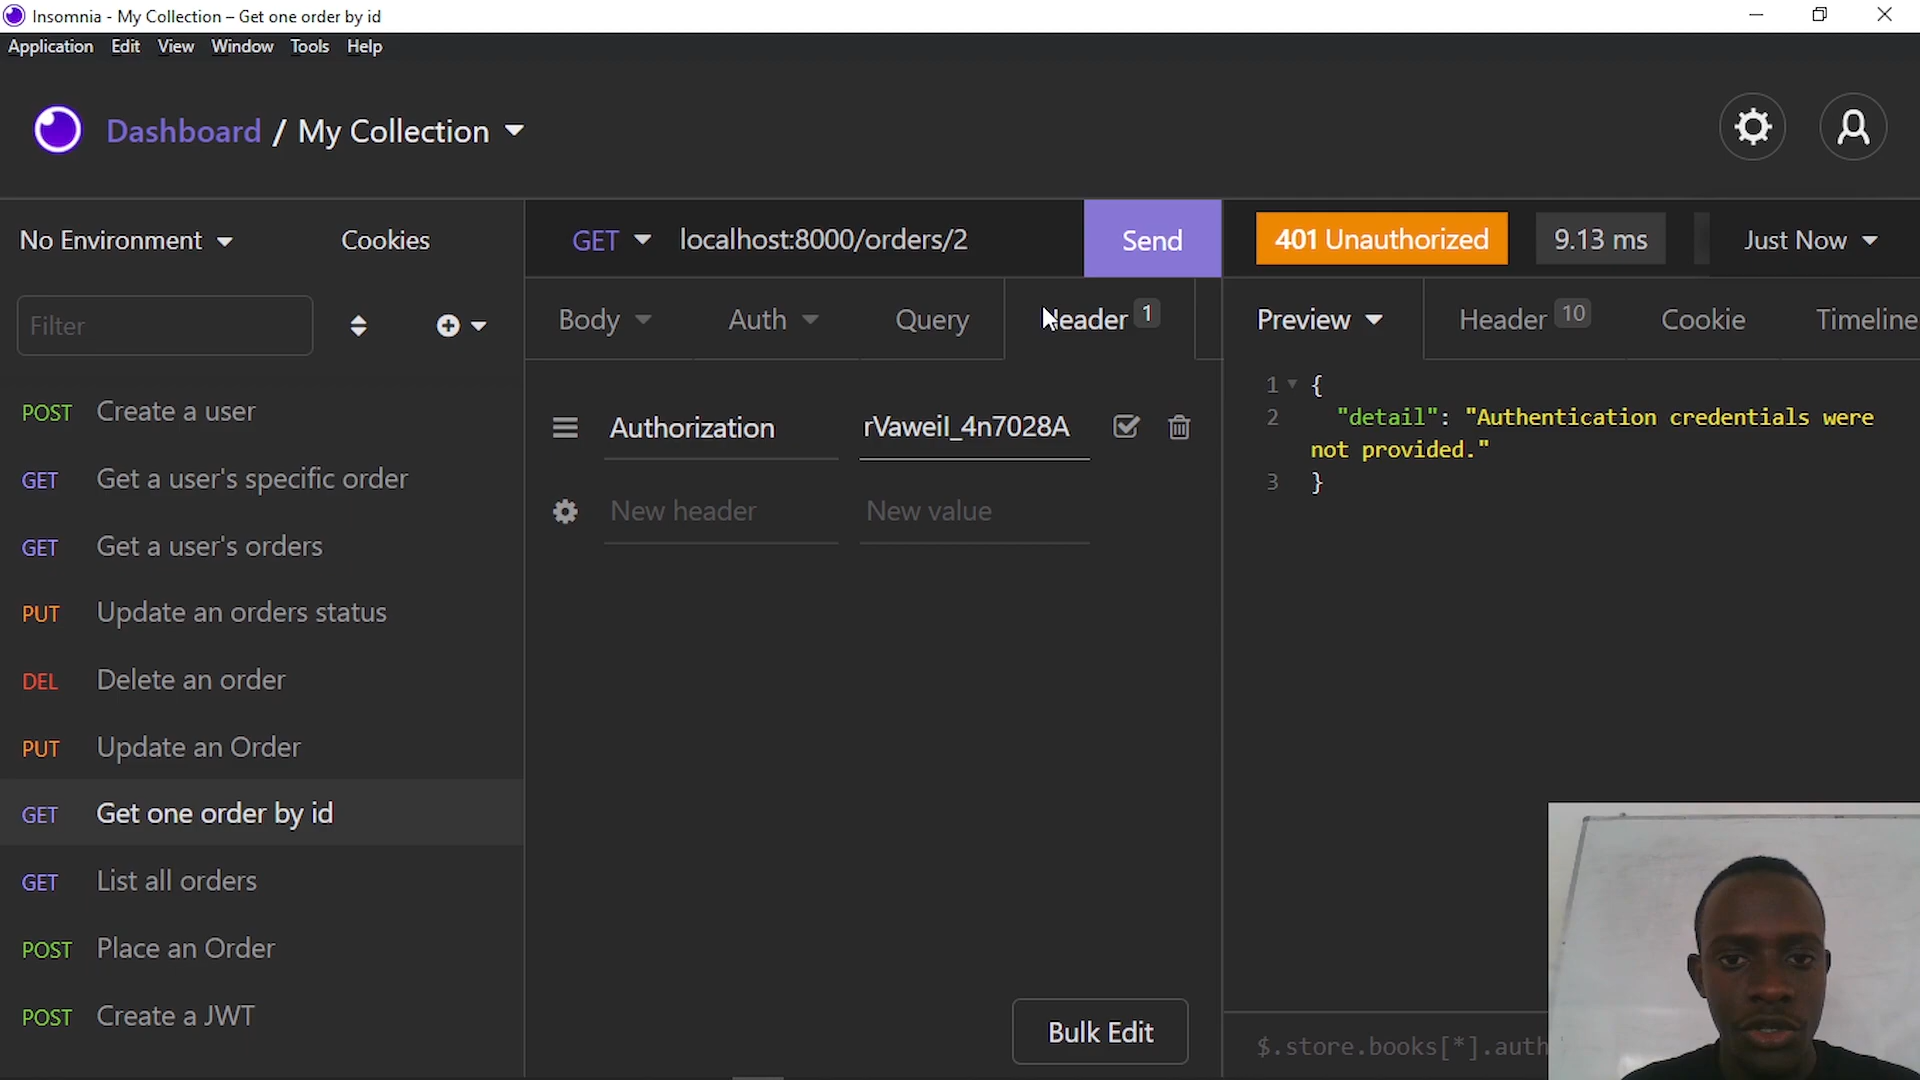 Insomnia - My Collection – Get one order by id
Application Edit View Window Tools Help
Dashboard / My Collection
No Environment Cookies
GET localhost:8000/orders/2 Send
401 Unauthorized 9.13 ms Just Now
Filter
Body Auth Query Header 1
Preview Header 10 Cookie Timeline
POST Create a user
GET Get a user's specific order
GET Get a user's orders
PUT Update an orders status
DEL Delete an order
PUT Update an Order
GET Get one order by id
GET List all orders
POST Place an Order
POST Create a JWT
Authorization rVaweil_4n7028A
New header New value
Bulk Edit
1 {
2 "detail": "Authentication credentials were
not provided."
3 }
$.store.books[*].auth